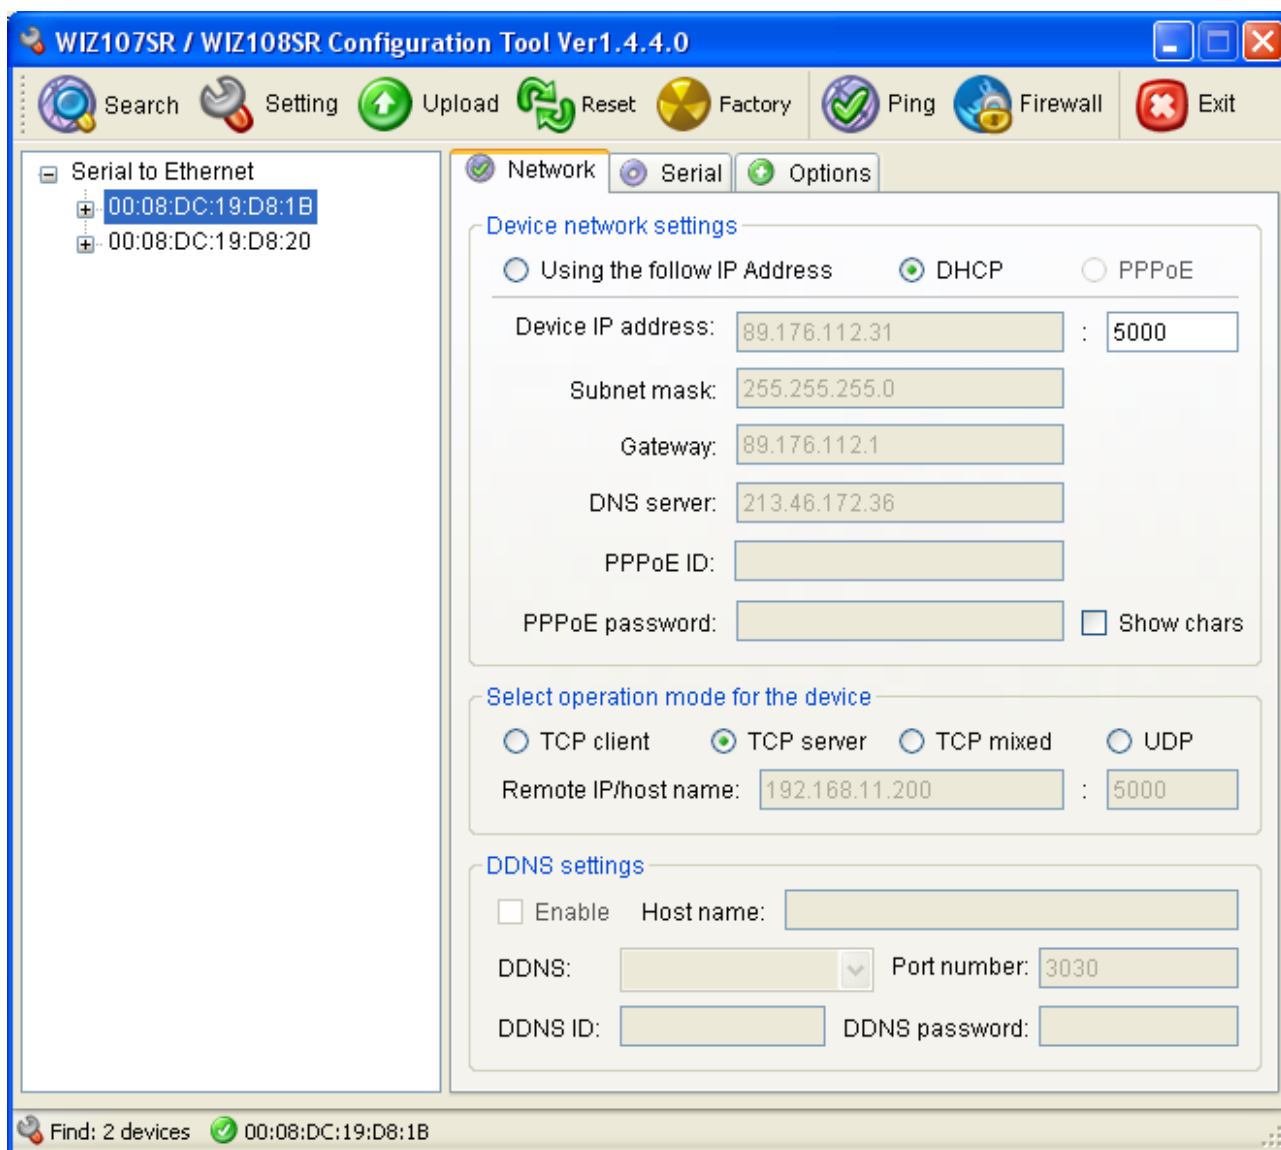 WIZ107SR / WIZ108SR Configuration Tool Ver1.4.4.0
Search Setting Upload Reset Factory Ping Firewall Exit
Serial to Ethernet
00:08:DC:19:D8:1B
00:08:DC:19:D8:20
Network Serial Options
Device network settings
Using the follow IP Address DHCP PPPoE
Device IP address: 89.176.112.31 : 5000
Subnet mask: 255.255.255.0
Gateway: 89.176.112.1
DNS server: 213.46.172.36
PPPoE ID:
PPPoE password: Show chars
Select operation mode for the device
TCP client TCP server TCP mixed UDP
Remote IP/host name: 192.168.11.200 : 5000
DDNS settings
Enable Host name:
DDNS: Port number: 3030
DDNS ID: DDNS password:
Find: 2 devices 00:08:DC:19:D8:1B